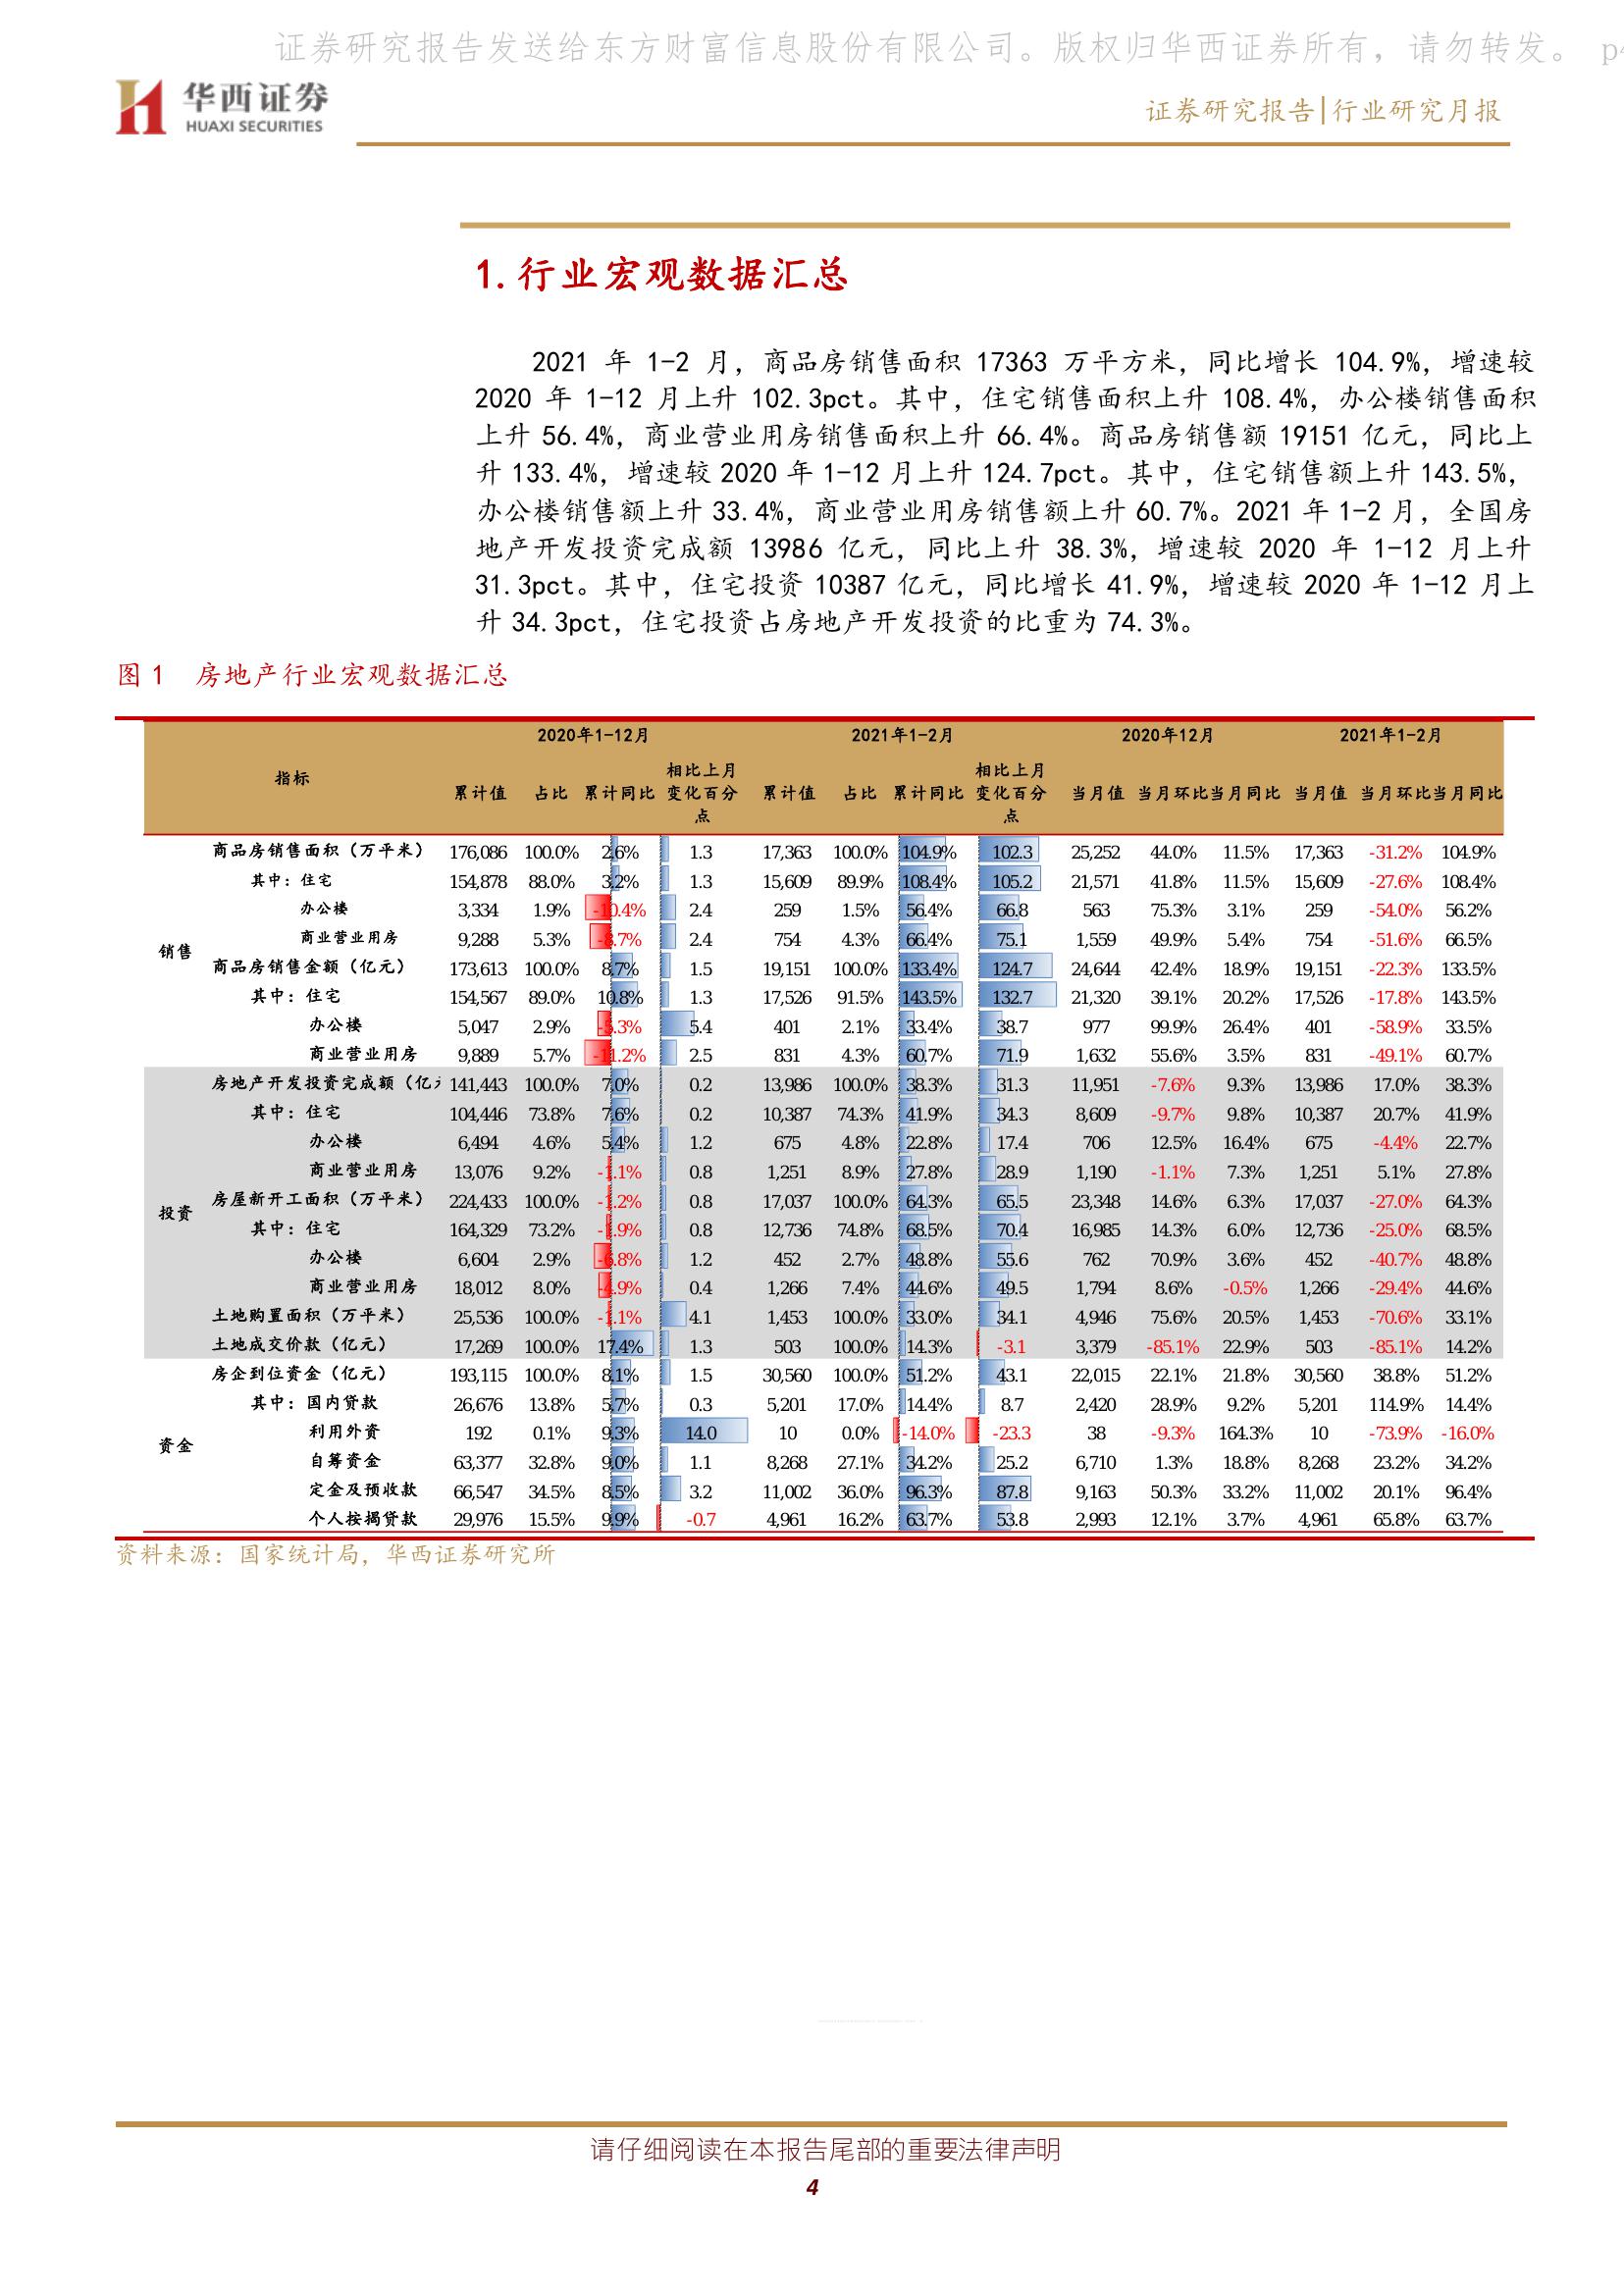 证券研究报告发送给东方财富信息股份有限公司。版权归华西证券所有，请勿转发。 p4
华西证券
HUAXI SECURITIES
证券研究报告|行业研究月报
1.行业宏观数据汇总
2021 年 1-2 月，商品房销售面积 17363 万平方米，同比增长 104.9%，增速较
2020 年 1-12 月上升 102.3pct。其中，住宅销售面积上升 108.4%，办公楼销售面积
上升 56.4%，商业营业用房销售面积上升 66.4%。商品房销售额 19151 亿元，同比上
升 133.4%，增速较 2020 年 1-12 月上升 124.7pct。其中，住宅销售额上升 143.5%，
办公楼销售额上升 33.4%，商业营业用房销售额上升 60.7%。2021 年 1-2 月，全国房
地产开发投资完成额 13986 亿元，同比上升 38.3%，增速较 2020 年 1-12 月上升
31.3pct。其中，住宅投资 10387 亿元，同比增长 41.9%，增速较 2020 年 1-12 月上
升 34.3pct，住宅投资占房地产开发投资的比重为 74.3%。
图 1 房地产行业宏观数据汇总
2020年1-12月 2021年1-2月 2020年12月 2021年1-2月
指标 累计值 占比 累计同比 相比上月变化百分点 累计值 占比 累计同比 相比上月变化百分点 当月值 当月环比 当月同比 当月值 当月环比 当月同比
销售
商品房销售面积（万平米） 176,086 100.0% 2.6% 1.3 17,363 100.0% 104.9% 102.3 25,252 44.0% 11.5% 17,363 -31.2% 104.9%
其中：住宅 154,878 88.0% 3.2% 1.3 15,609 89.9% 108.4% 105.2 21,571 41.8% 11.5% 15,609 -27.6% 108.4%
办公楼 3,334 1.9% -10.4% 2.4 259 1.5% 56.4% 66.8 563 75.3% 3.1% 259 -54.0% 56.2%
商业营业用房 9,288 5.3% -8.7% 2.4 754 4.3% 66.4% 75.1 1,559 49.9% 5.4% 754 -51.6% 66.5%
商品房销售金额（亿元） 173,613 100.0% 8.7% 1.5 19,151 100.0% 133.4% 124.7 24,644 42.4% 18.9% 19,151 -22.3% 133.5%
其中：住宅 154,567 89.0% 10.8% 1.3 17,526 91.5% 143.5% 132.7 21,320 39.1% 20.2% 17,526 -17.8% 143.5%
办公楼 5,047 2.9% -5.3% 5.4 401 2.1% 33.4% 38.7 977 99.9% 26.4% 401 -58.9% 33.5%
商业营业用房 9,889 5.7% -11.2% 2.5 831 4.3% 60.7% 71.9 1,632 55.6% 3.5% 831 -49.1% 60.7%
投资
房地产开发投资完成额（亿 141,443 100.0% 7.0% 0.2 13,986 100.0% 38.3% 31.3 11,951 -7.6% 9.3% 13,986 17.0% 38.3%
其中：住宅 104,446 73.8% 7.6% 0.2 10,387 74.3% 41.9% 34.3 8,609 -9.7% 9.8% 10,387 20.7% 41.9%
办公楼 6,494 4.6% 5.4% 1.2 675 4.8% 22.8% 17.4 706 12.5% 16.4% 675 -4.4% 22.7%
商业营业用房 13,076 9.2% -1.1% 0.8 1,251 8.9% 27.8% 28.9 1,190 -1.1% 7.3% 1,251 5.1% 27.8%
房屋新开工面积（万平米） 224,433 100.0% -1.2% 0.8 17,037 100.0% 64.3% 65.5 23,348 14.6% 6.3% 17,037 -27.0% 64.3%
其中：住宅 164,329 73.2% -1.9% 0.8 12,736 74.8% 68.5% 70.4 16,985 14.3% 6.0% 12,736 -25.0% 68.5%
办公楼 6,604 2.9% -6.8% 1.2 452 2.7% 48.8% 55.6 762 70.9% 3.6% 452 -40.7% 48.8%
商业营业用房 18,012 8.0% -4.9% 0.4 1,266 7.4% 44.6% 49.5 1,794 8.6% -0.5% 1,266 -29.4% 44.6%
土地购置面积（万平米） 25,536 100.0% -1.1% 4.1 1,453 100.0% 33.0% 34.1 4,946 75.6% 20.5% 1,453 -70.6% 33.1%
土地成交价款（亿元） 17,269 100.0% 17.4% 1.3 503 100.0% 14.3% -3.1 3,379 -85.1% 22.9% 503 -85.1% 14.2%
资金
房企到位资金（亿元） 193,115 100.0% 8.1% 1.5 30,560 100.0% 51.2% 43.1 22,015 22.1% 21.8% 30,560 38.8% 51.2%
其中：国内贷款 26,676 13.8% 5.7% 0.3 5,201 17.0% 14.4% 8.7 2,420 28.9% 9.2% 5,201 114.9% 14.4%
利用外资 192 0.1% 9.3% 14.0 10 0.0% -14.0% -23.3 38 -9.3% 164.3% 10 -73.9% -16.0%
自筹资金 63,377 32.8% 9.0% 1.1 8,268 27.1% 34.2% 25.2 6,710 1.3% 18.8% 8,268 23.2% 34.2%
定金及预收款 66,547 34.5% 8.5% 3.2 11,002 36.0% 96.3% 87.8 9,163 50.3% 33.2% 11,002 20.1% 96.4%
个人按揭贷款 29,976 15.5% 9.9% -0.7 4,961 16.2% 63.7% 53.8 2,993 12.1% 3.7% 4,961 65.8% 63.7%
资料来源：国家统计局，华西证券研究所
请仔细阅读在本报告尾部的重要法律声明
4